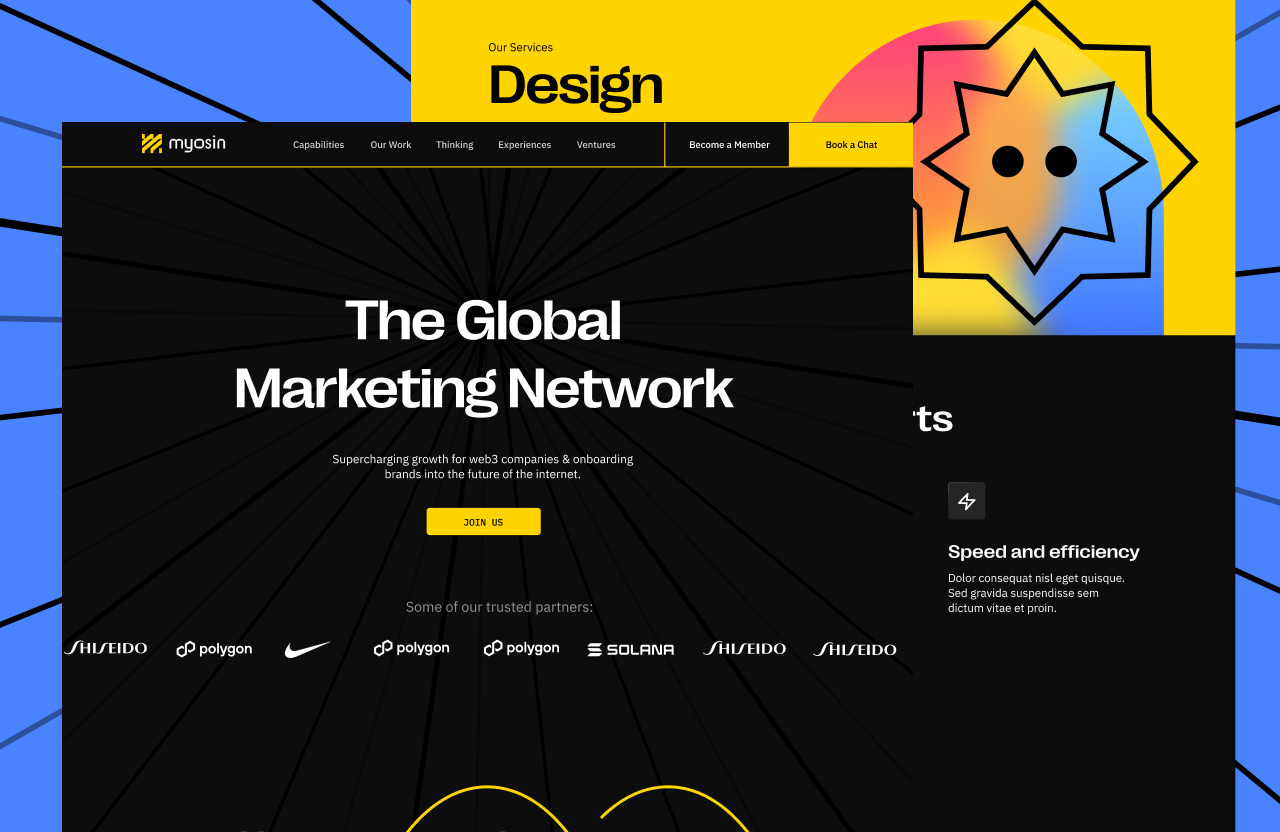 Our Services
Design
myosin
Capabilities
Our Work
Thinking
Experiences
Ventures
Become a Member
Book a Chat
The Global
Marketing Network
Supercharging growth for web3 companies & onboarding
brands into the future of the internet.
JOIN US
Some of our trusted partners:
SHISEIDO
polygon
polygon
polygon
SOLANA
SHISEIDO
SHISEIDO
Speed and efficiency
Dolor consequat nisl eget quisque.
Sed gravida suspendisse sem
dictum vitae et proin.